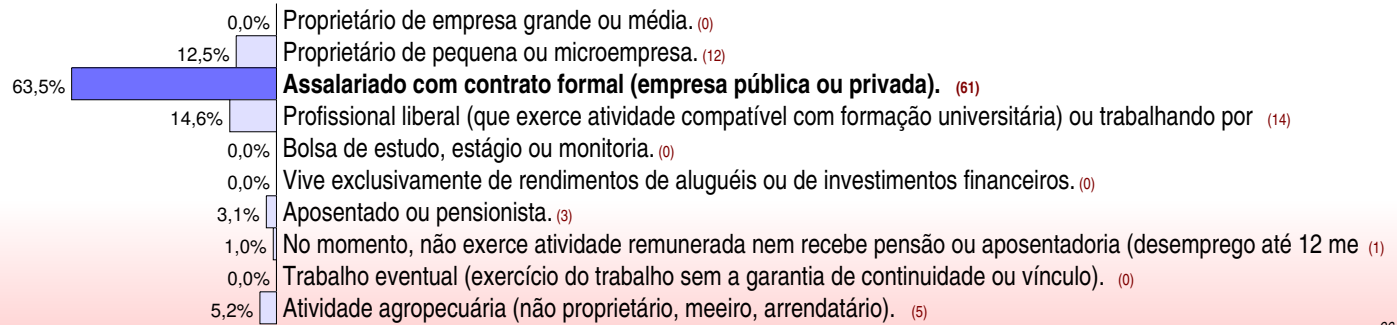 0,0% Proprietário de empresa grande ou média. (0)
12,5% Proprietário de pequena ou microempresa. (12)
63,5% Assalariado com contrato formal (empresa pública ou privada). (61)
14,6% Profissional liberal (que exerce atividade compatível com formação universitária) ou trabalhando por (14)
0,0% Bolsa de estudo, estágio ou monitoria. (0)
0,0% Vive exclusivamente de rendimentos de aluguéis ou de investimentos financeiros. (0)
3,1% Aposentado ou pensionista. (3)
1,0% No momento, não exerce atividade remunerada nem recebe pensão ou aposentadoria (desemprego até 12 me (1)
0,0% Trabalho eventual (exercício do trabalho sem a garantia de continuidade ou vínculo). (0)
5,2% Atividade agropecuária (não proprietário, meeiro, arrendatário). (5)